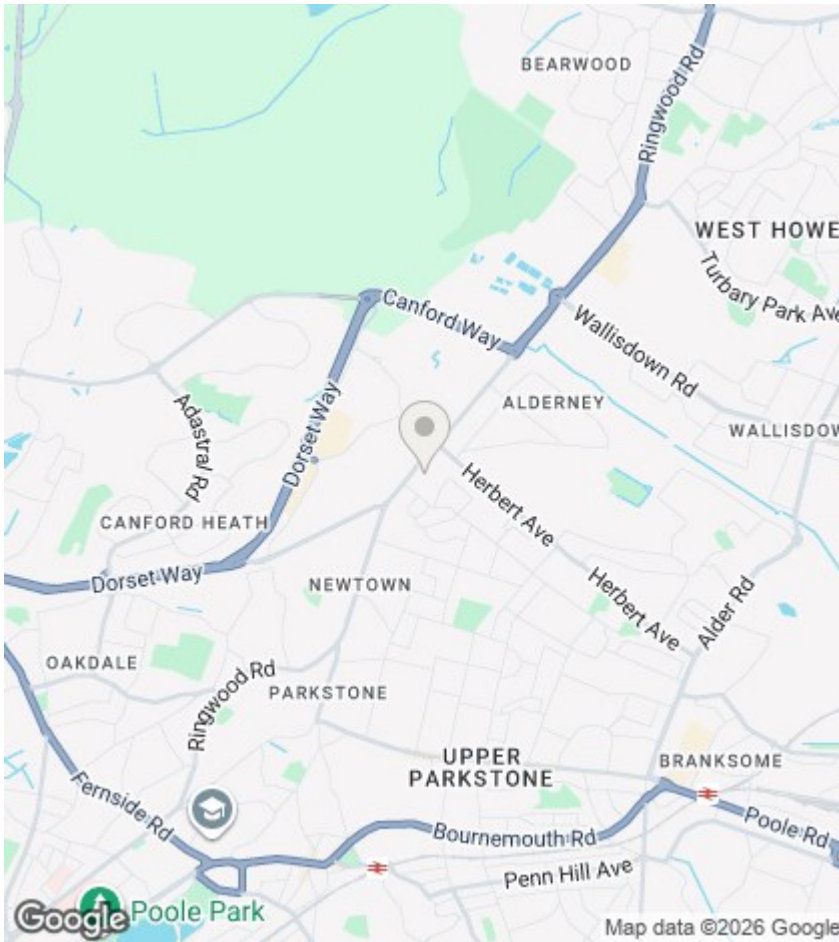 BEARWOOD
Ringwood Rd
WEST HOWE
Turbary Park Ave
Canford Way
Wallisdown Rd
Adastral Rd
Dorset Way
ALDERNEY
WALLISDOW
Herbert Ave
CANFORD HEATH
Dorset Way
NEWTOWN
Herbert Ave
Alder Rd
OAKDALE
Ringwood Rd
PARKSTONE
UPPER
PARKSTONE
BRANKSOME
Fernside Rd
Bournemouth Rd
Poole Rd
Penn Hill Ave
Poole Park
Google
Map data ©2026 Google